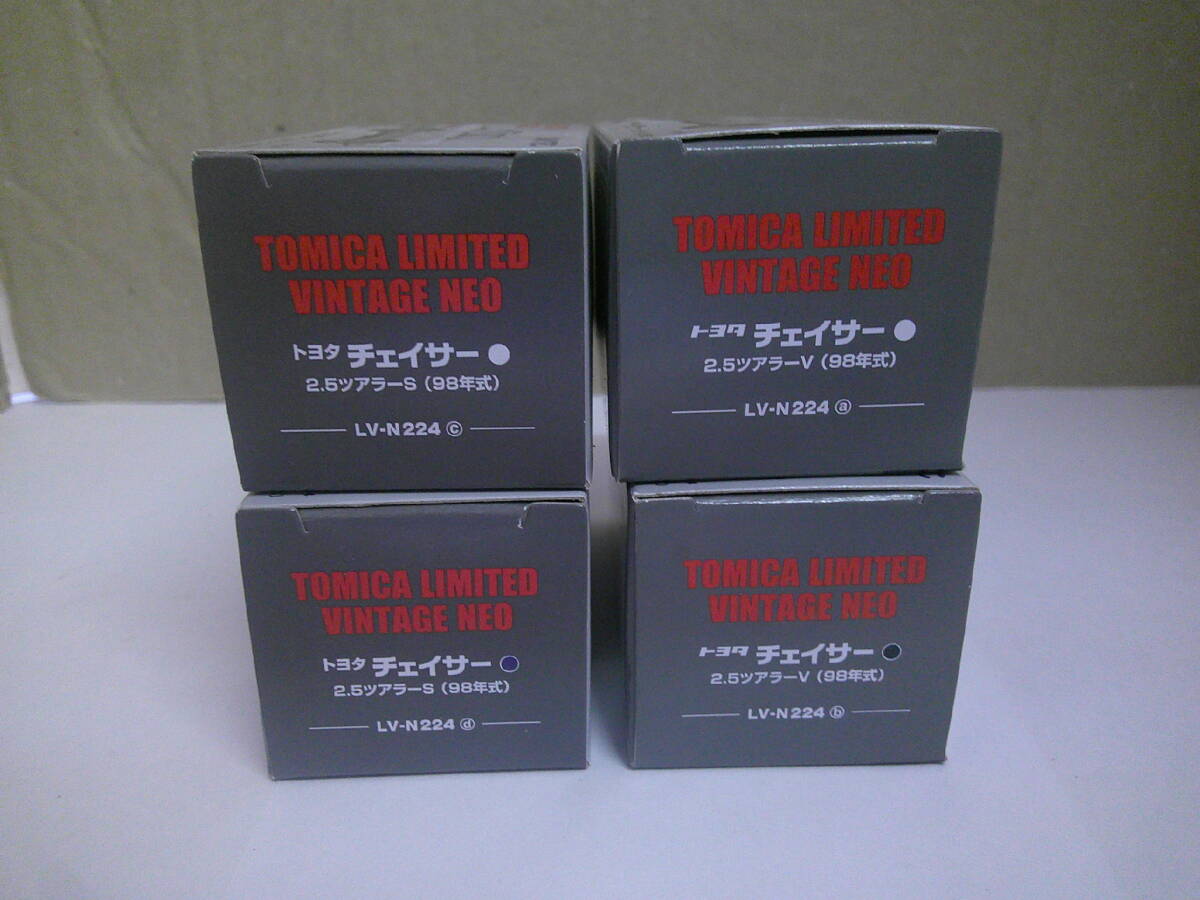 TOMICA LIMITED
VINTAGE NEO
トヨタ チェイサー
2.5ツアラーS（98年式）
LV-N224 ⓒ
TOMICA LIMITED
VINTAGE NEO
トヨタ チェイサー
2.5ツアラーV（98年式）
LV-N224 ⓐ
TOMICA LIMITED
VINTAGE NEO
トヨタ チェイサー
2.5ツアラーS（98年式）
LV-N224 ⓓ
TOMICA LIMITED
VINTAGE NEO
トヨタ チェイサー
2.5ツアラーV（98年式）
LV-N224 ⓑ